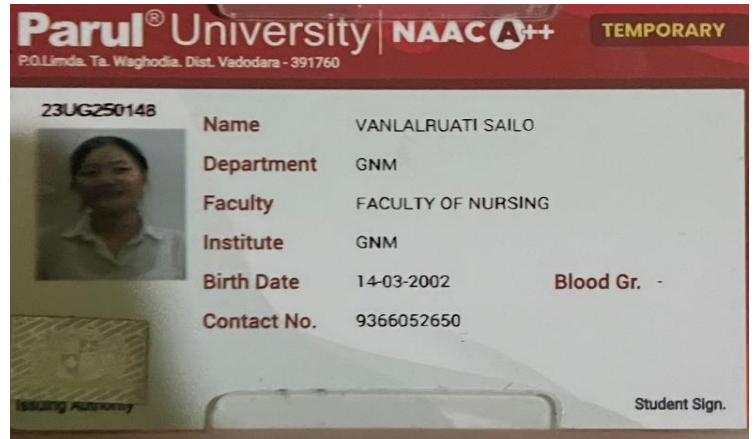 Parul® University NAAC A++ TEMPORARY
P.O.Limda. Ta. Waghodia. Dist. Vadodara - 391760
23UG250148
Name VANLALRUATI SAILO
Department GNM
Faculty FACULTY OF NURSING
Institute GNM
Birth Date 14-03-2002 Blood Gr. -
Contact No. 9366052650
Issuing Authority Student Sign.